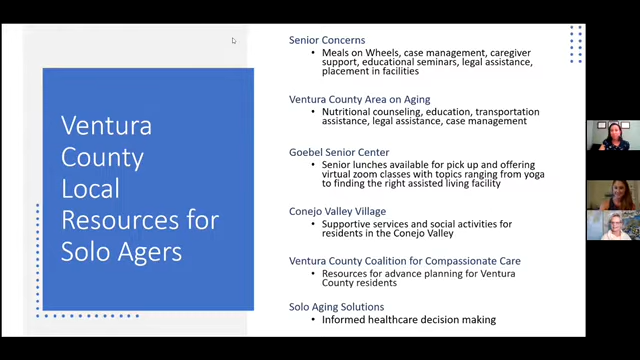 Ventura
County
Local
Resources for
Solo Agers
Senior Concerns
• Meals on Wheels, case management, caregiver
support, educational seminars, legal assistance,
placement in facilities
Ventura County Area on Aging
• Nutritional counseling, education, transportation
assistance, legal assistance, case management
Goebel Senior Center
• Senior lunches available for pick up and offering
virtual zoom classes with topics ranging from yoga
to finding the right assisted living facility
Conejo Valley Village
• Supportive services and social activities for
residents in the Conejo Valley
Ventura County Coalition for Compassionate Care
• Resources for advance planning for Ventura
County residents
Solo Aging Solutions
• Informed healthcare decision making